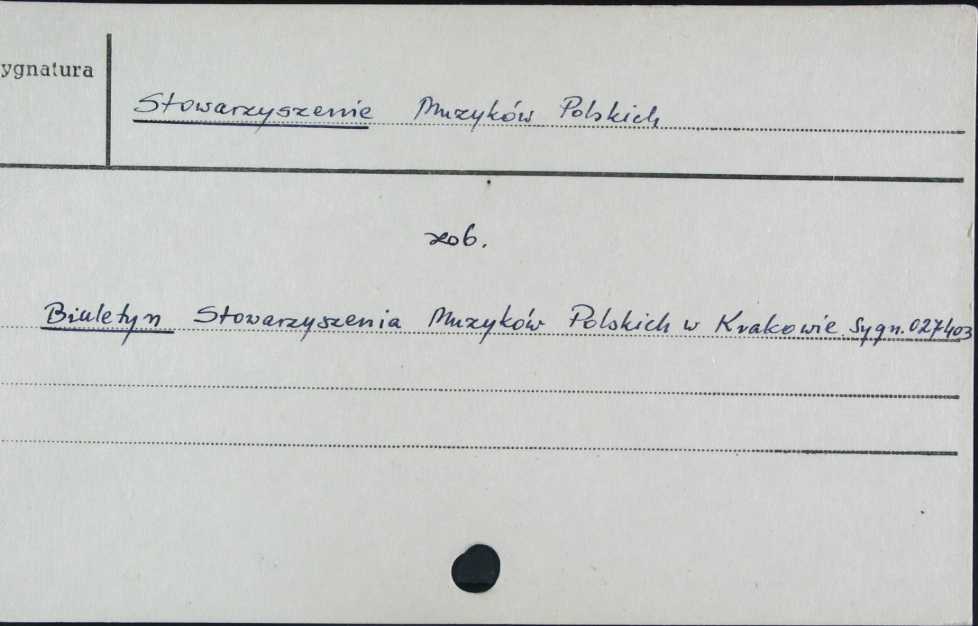 ygnatura
Stowarzyszenie Muzyków Polskich
zob.
Biuletyn Stowarzyszenia Muzyków Polskich w Krakowie Sygn. 027403